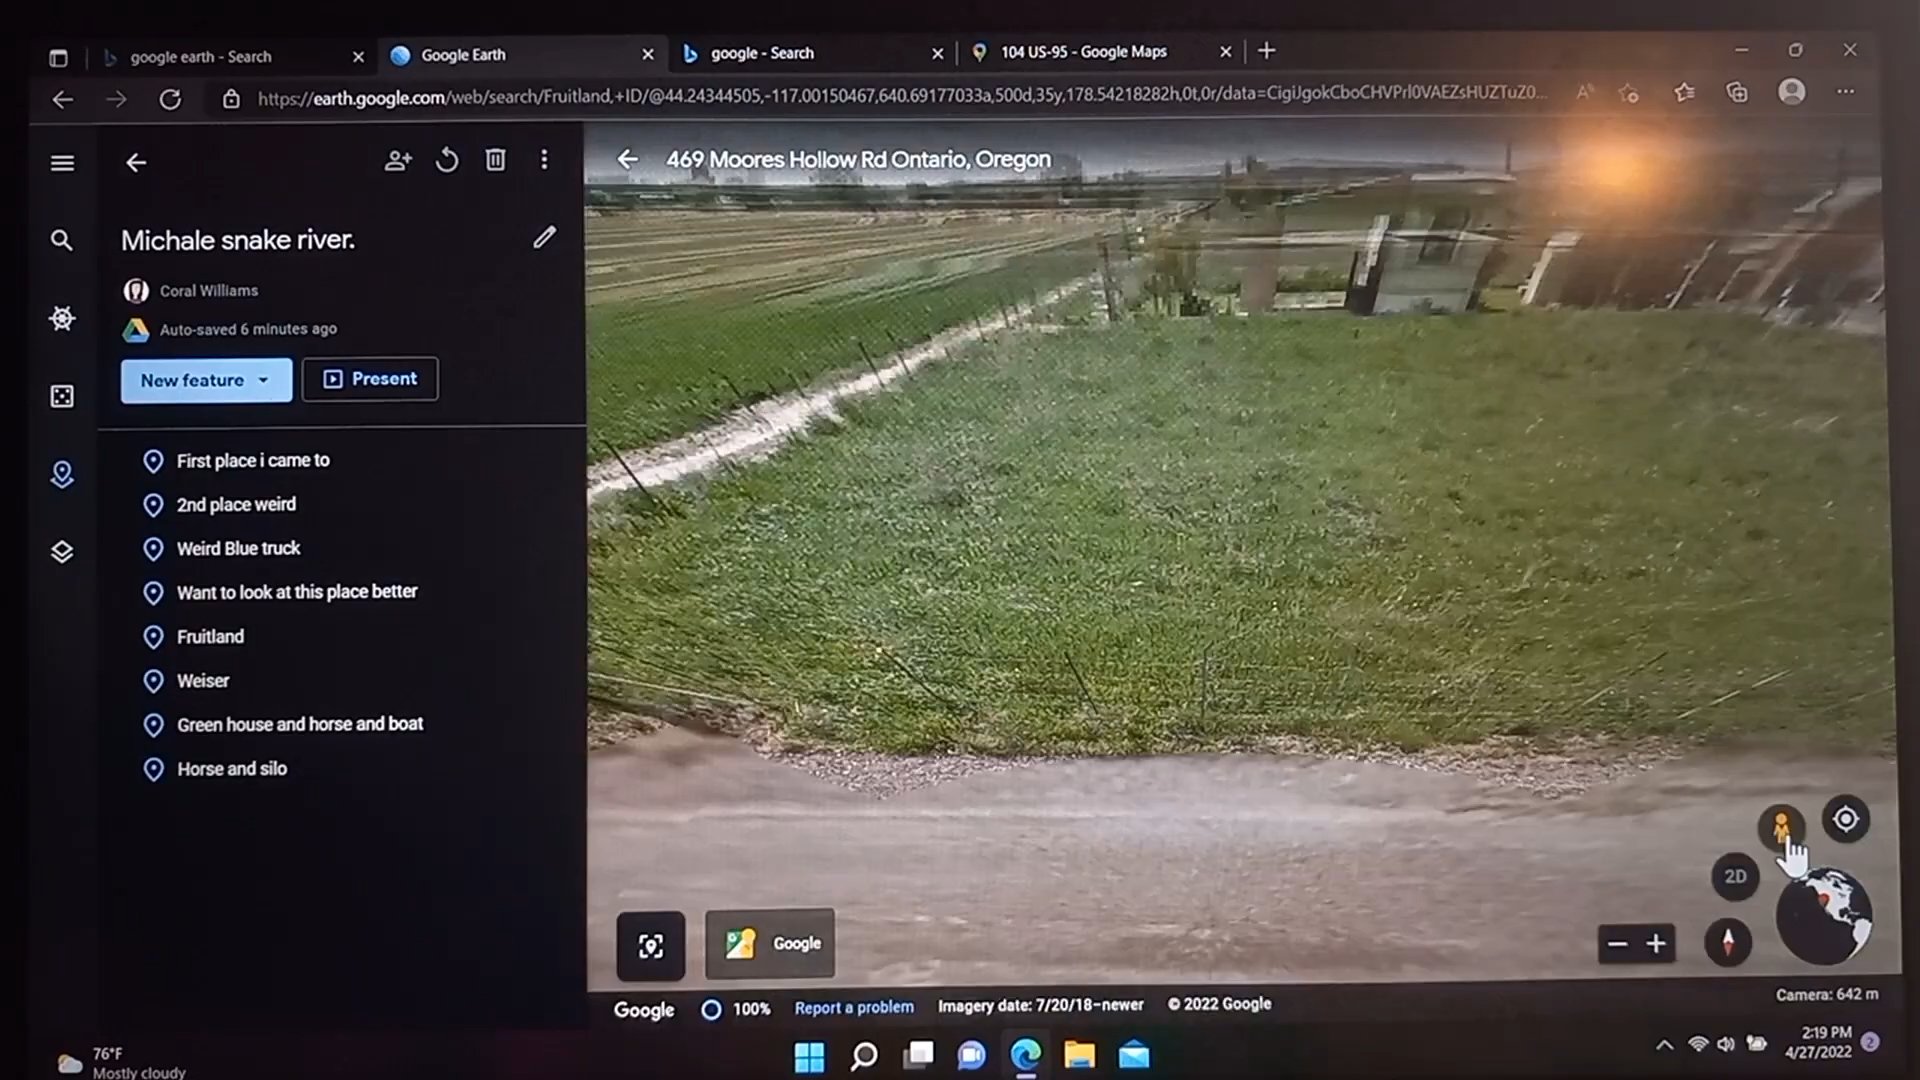 google earth - Search
Google Earth
google - Search
104 US-95 - Google Maps
https://earth.google.com/web/search/Fruitland,+ID/@44.24344505,-117.00150467,640.69177033a,500d,35y,178.54218282h,0t,0r/data=CigiJgokCboCHVPrl0VAEZsHUZTuZ0...
469 Moores Hollow Rd Ontario, Oregon
Michale snake river.
Coral Williams
Auto-saved 6 minutes ago
New feature
Present
First place i came to
2nd place weird
Weird Blue truck
Want to look at this place better
Fruitland
Weiser
Green house and horse and boat
Horse and silo
2D
Google
Google
100%
Report a problem
Imagery date: 7/20/18-newer
© 2022 Google
Camera: 642 m
76°F
Mostly cloudy
2:19 PM
4/27/2022
2